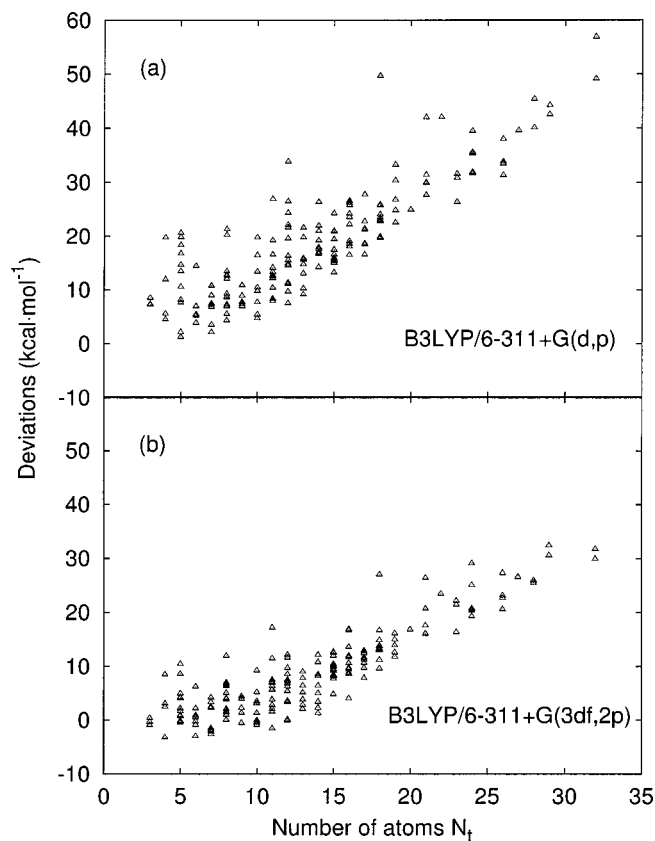 60
50
40
30
20
10
0
-10
(a)
B3LYP/6-311+G(d,p)
Deviations (kcal·mol⁻¹)
50
40
30
20
10
0
-10
(b)
B3LYP/6-311+G(3df,2p)
0 5 10 15 20 25 30 35
Number of atoms Nₜ